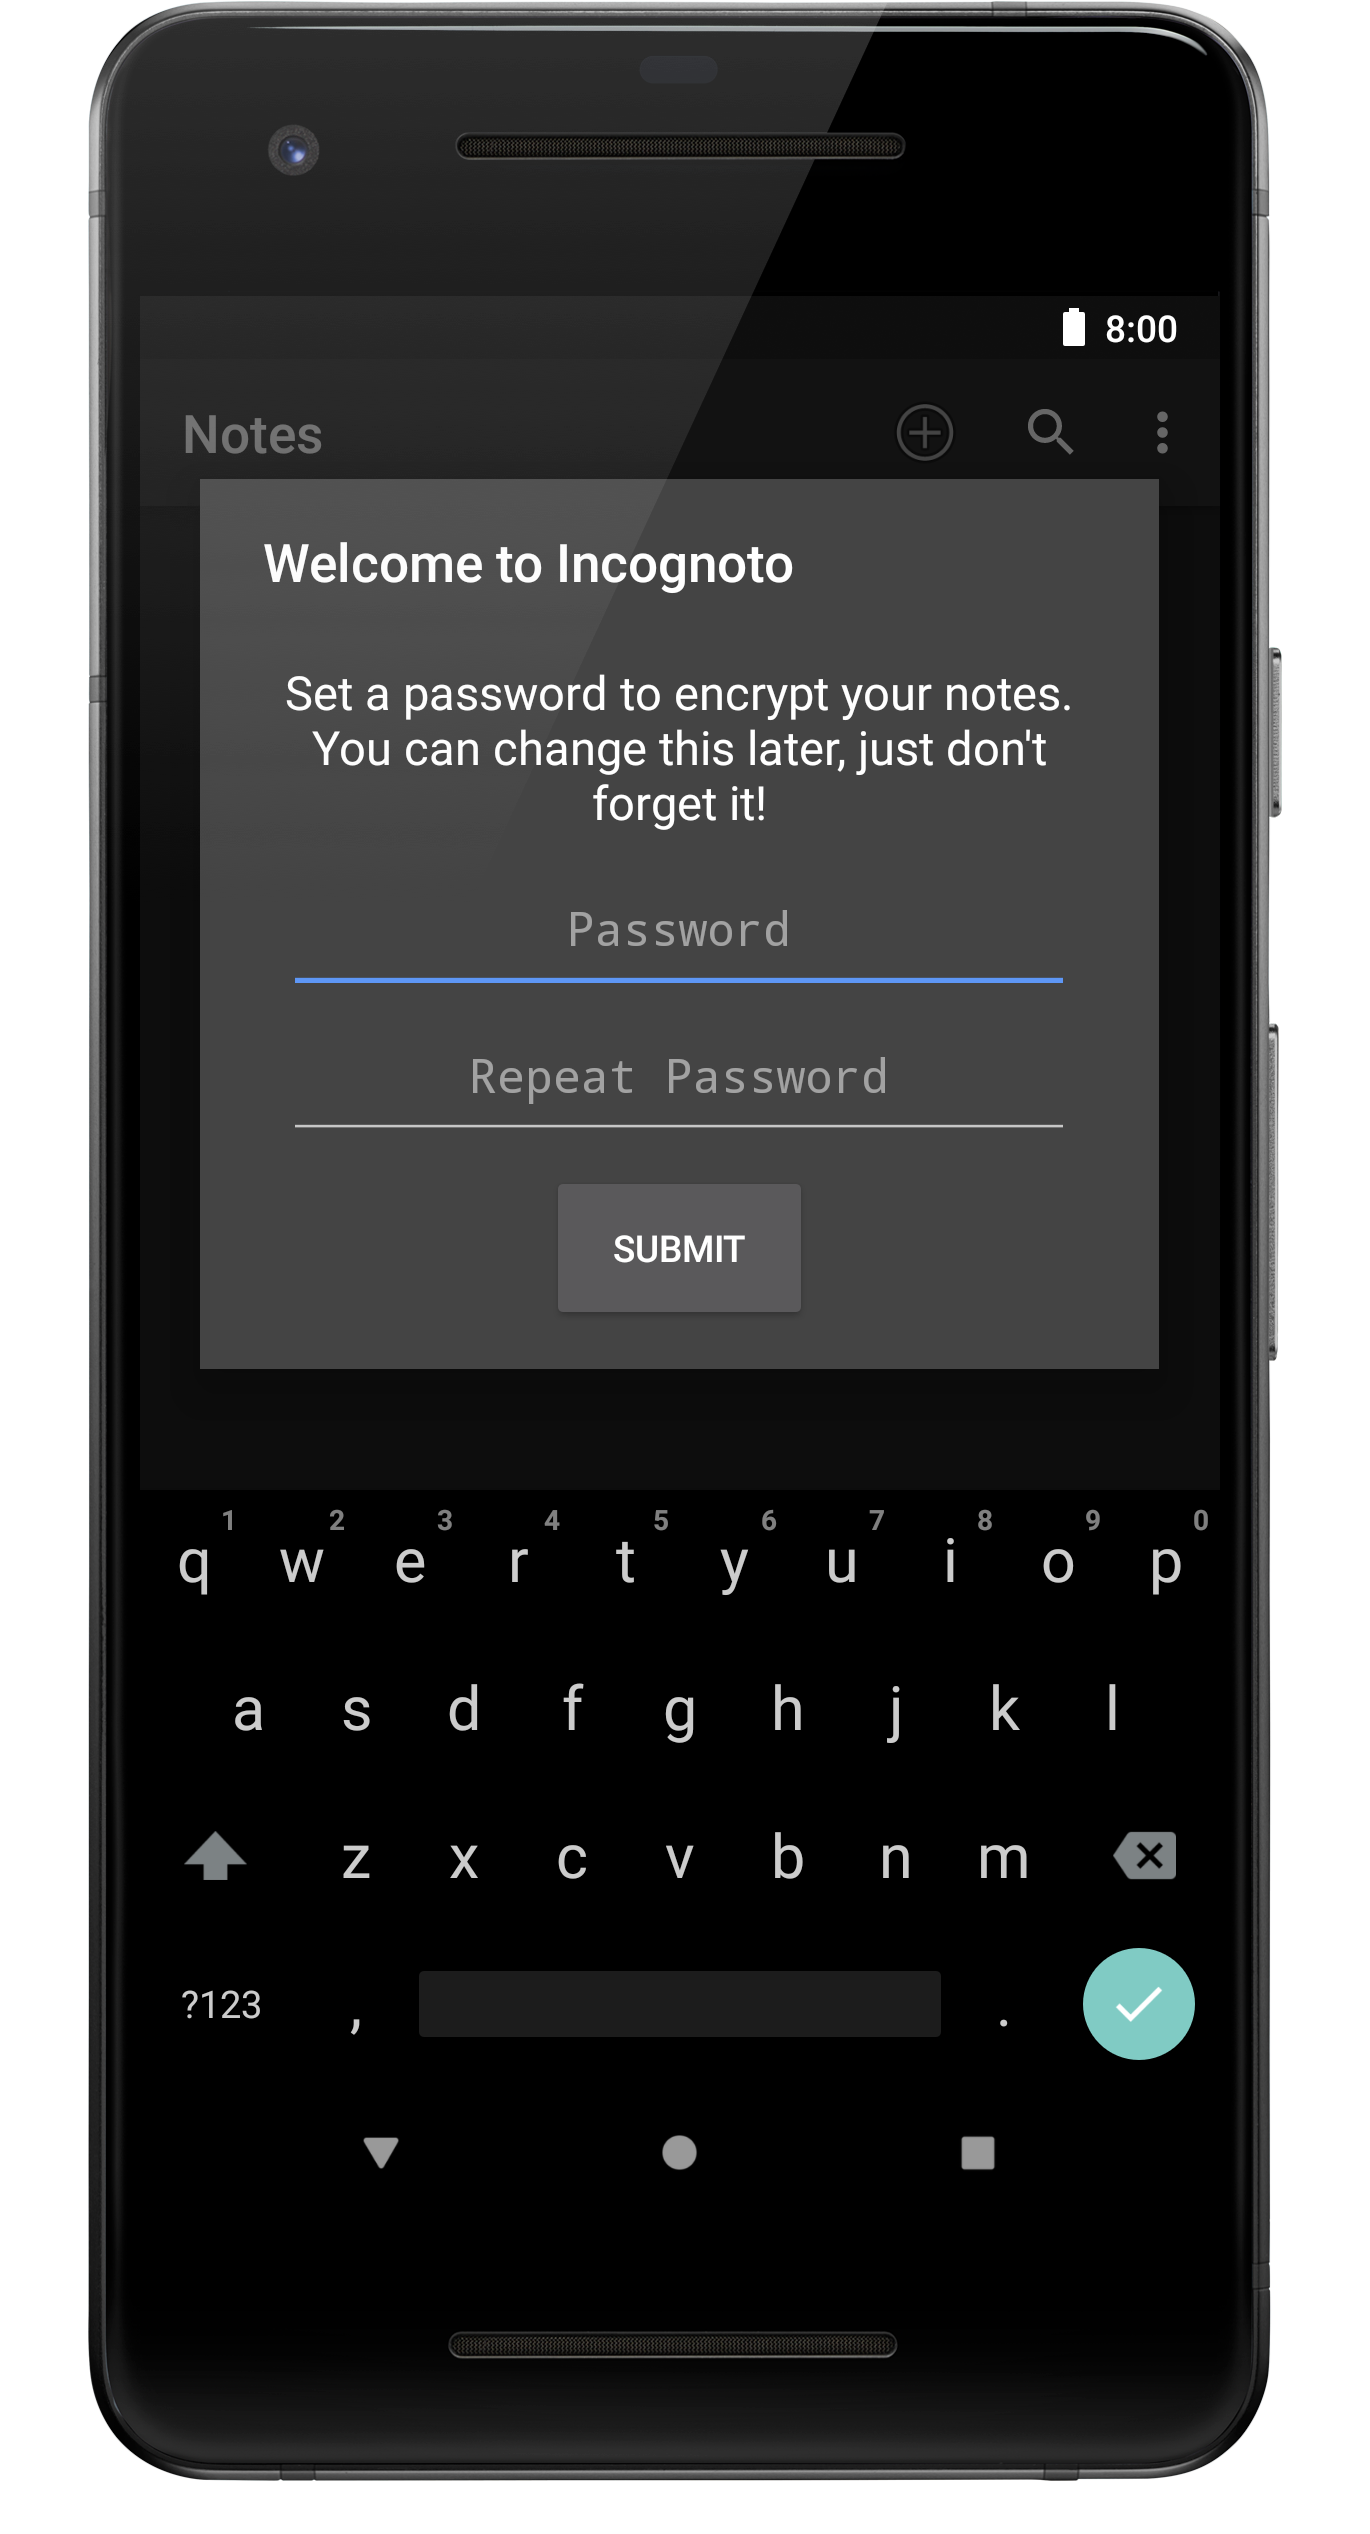 8:00
Notes
Welcome to Incognoto
Set a password to encrypt your notes.
You can change this later, just don't
forget it!
Password
Repeat Password
SUBMIT
1 2 3 4 5 6 7 8 9 0
q w e r t y u i o p
a s d f g h j k l
z x c v b n m
?123 , .